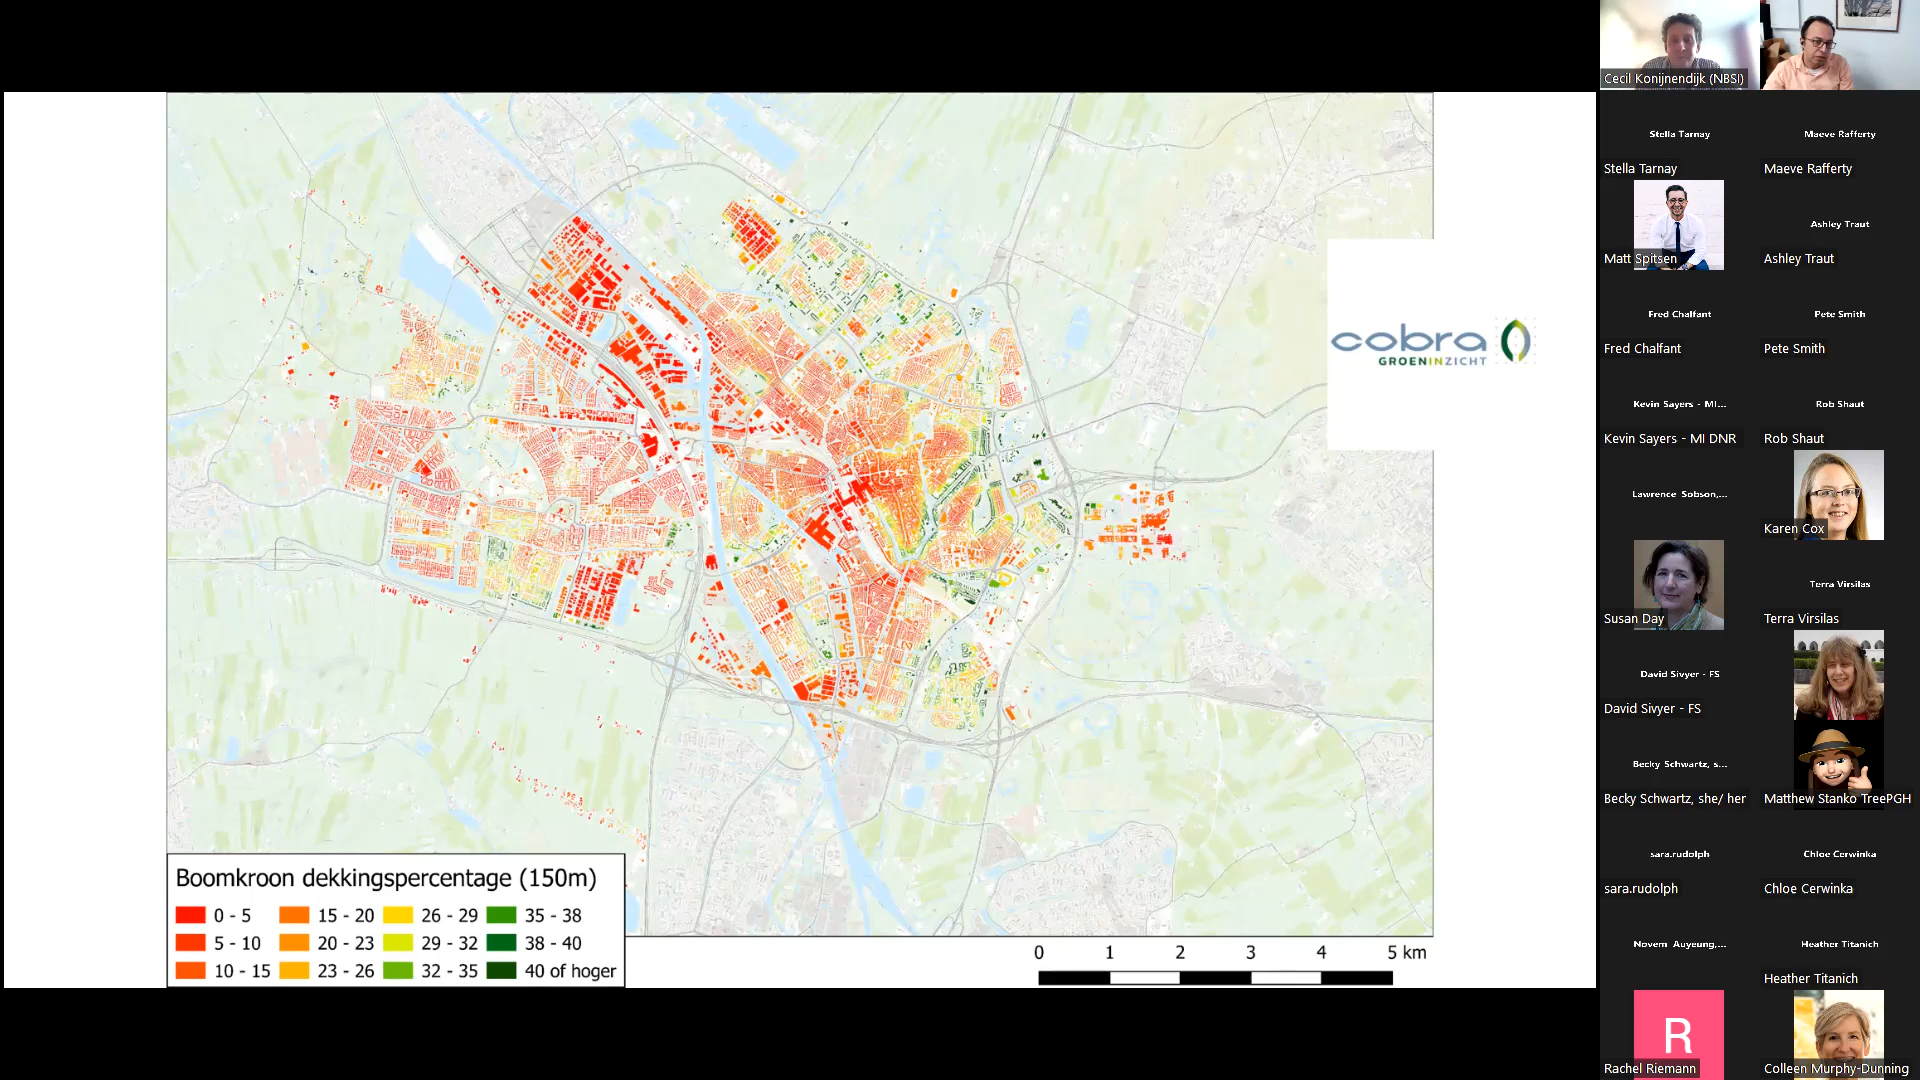 cobra
GROENINZICHT
Boomkroon dekkingspercentage (150m)
0 - 5
15 - 20
26 - 29
35 - 38
5 - 10
20 - 23
29 - 32
38 - 40
10 - 15
23 - 26
32 - 35
40 of hoger
0 1 2 3 4 5 km
Cecil Konijnendijk (NBSI)
Stella Tarnay
Stella Tarnay
Maeve Rafferty
Maeve Rafferty
Matt Spitsen
Ashley Traut
Ashley Traut
Fred Chalfant
Fred Chalfant
Pete Smith
Pete Smith
Kevin Sayers - MI...
Kevin Sayers - MI DNR
Rob Shaut
Rob Shaut
Lawrence Sobson,...
Karen Cox
Susan Day
Terra Virsilas
Terra Virsilas
David Sivyer - FS
David Sivyer - FS
Becky Schwartz, s...
Becky Schwartz, she/ her
Matthew Stanko TreePGH
sara.rudolph
sara.rudolph
Chloe Cerwinka
Chloe Cerwinka
Novem Auyeung,...
Heather Titanich
Heather Titanich
R
Rachel Riemann
Colleen Murphy-Dunning